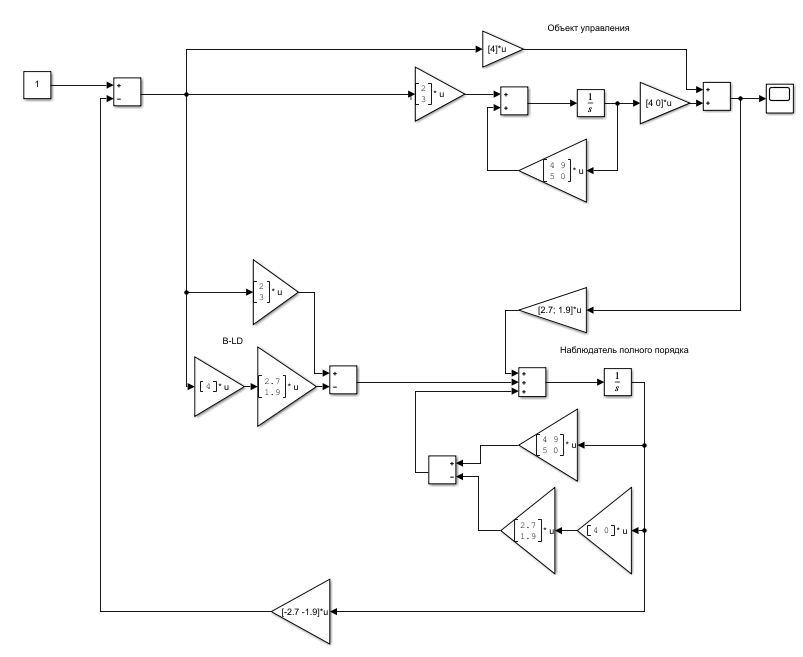 Объект управления
[4]*u
1
+
−
[2
3]* u
+
+
1
s
[4 0]*u
+
+
[4 9
5 0]* u
[2
3]* u
[2.7; 1.9]*u
B-LD
Наблюдатель полного порядка
[4]* u
[2.7
1.9]* u
+
−
+
+
+
1
s
[4 9
5 0]* u
+
−
[2.7
1.9]* u
[4 0]* u
[-2.7 -1.9]*u